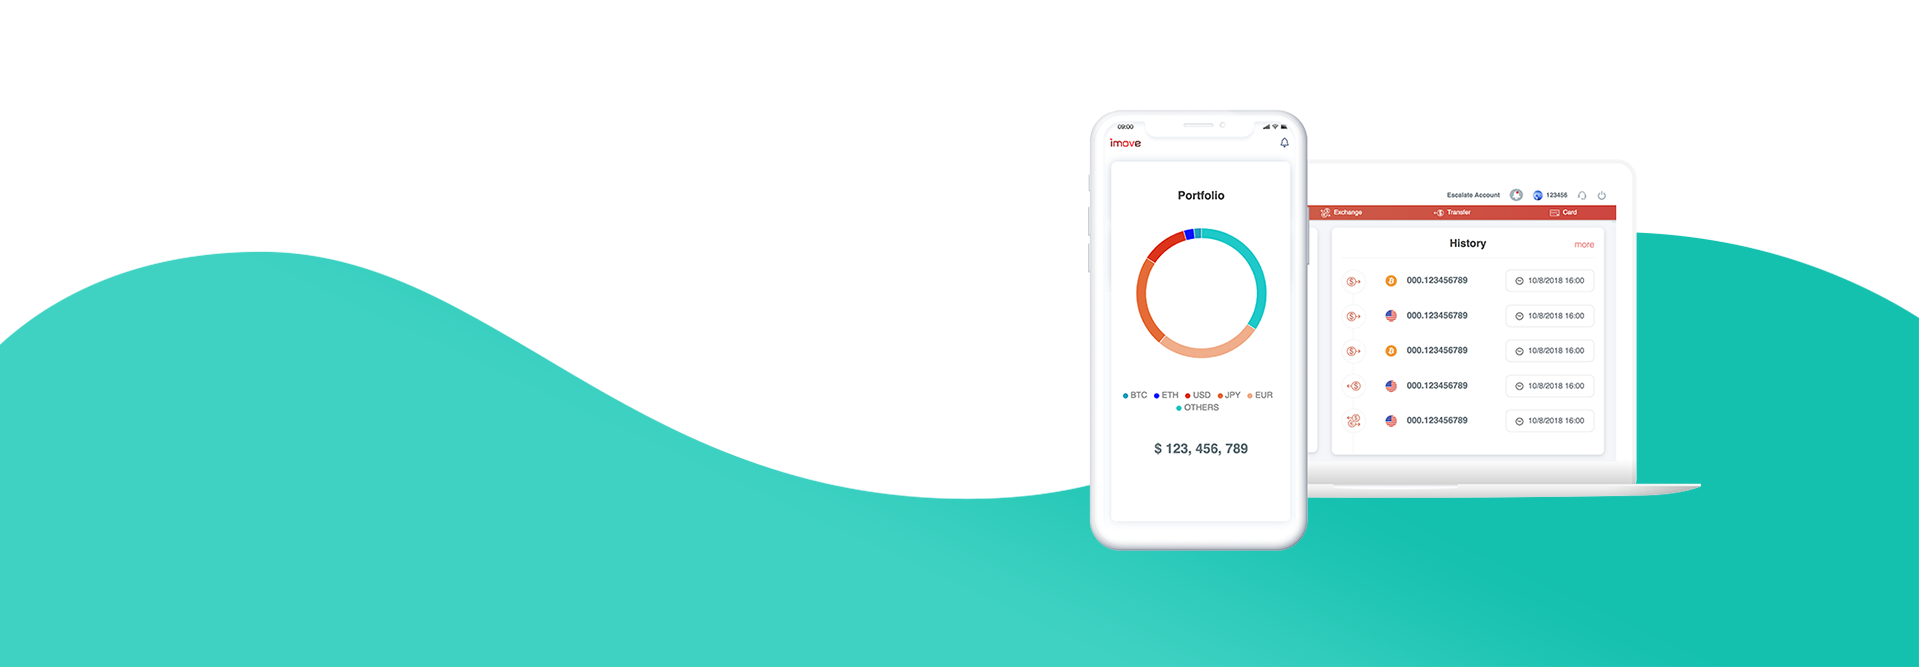 09:00
imove
Portfolio
BTC ETH USD JPY EUR
OTHERS
$ 123, 456, 789
Escalate Account 123456
Exchange Transfer Card
History more
000.123456789 10/8/2018 16:00
000.123456789 10/8/2018 16:00
000.123456789 10/8/2018 16:00
000.123456789 10/8/2018 16:00
000.123456789 10/8/2018 16:00